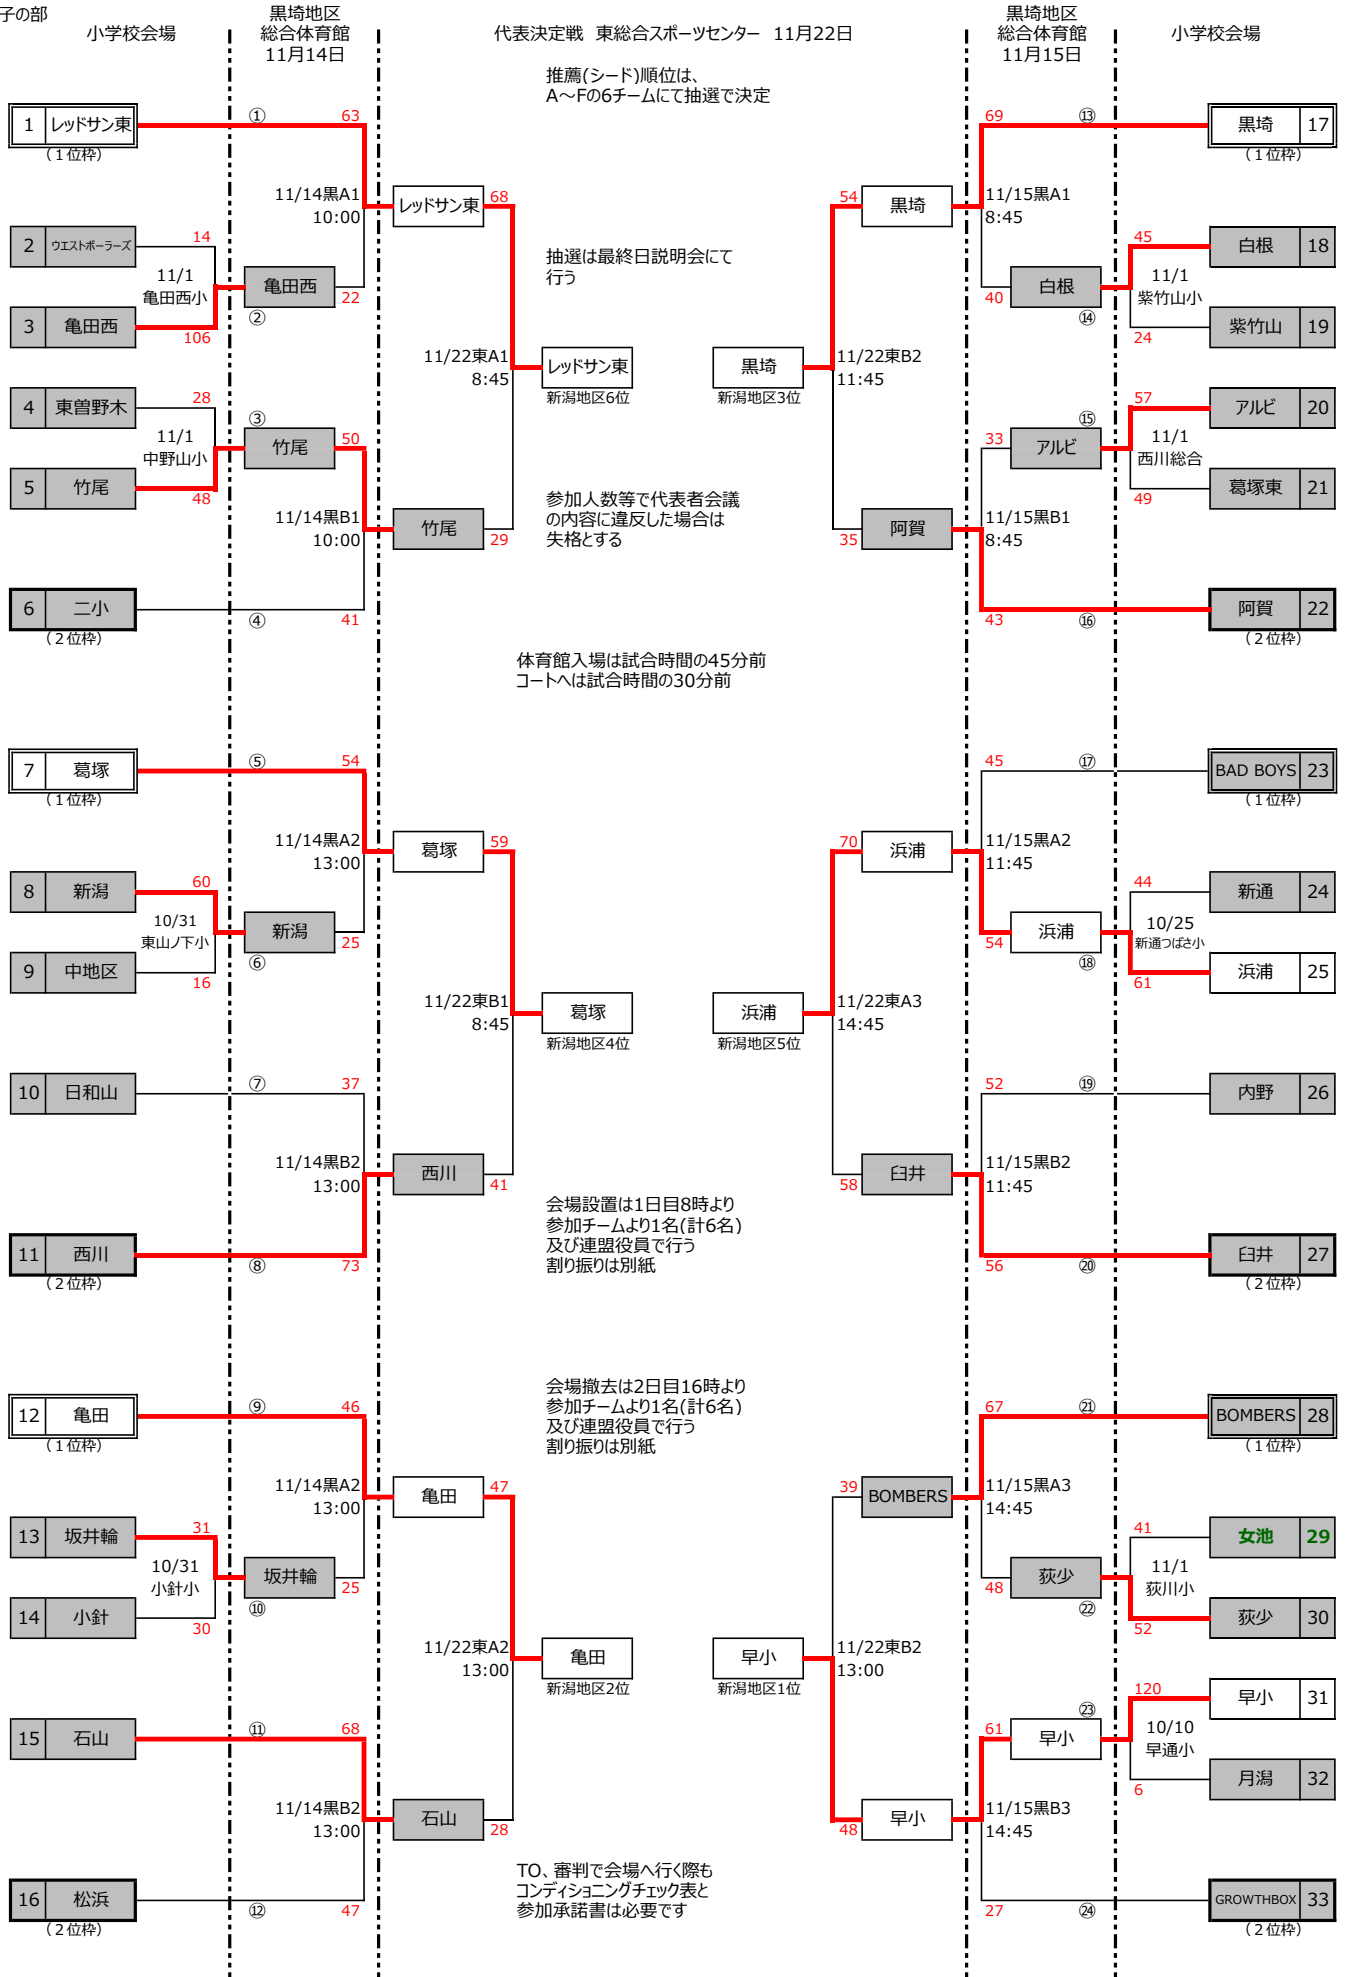 子の部
小学校会場
黒埼地区
総合体育館
11月14日
代表決定戦　東総合スポーツセンター　11月22日
黒埼地区
総合体育館
11月15日
小学校会場
推薦(シード)順位は、
A～Fの6チームにて抽選で決定
1 レッドサン東
(１位枠)
① 63
11/14黒A1
10:00
レッドサン東 68
2 ウエストボーラーズ 14
11/1
亀田西小
亀田西 22
②
3 亀田西
106
抽選は最終日説明会にて
行う
11/22東A1
8:45
レッドサン東
新潟地区6位
4 東曽野木 28
③
11/1
中野山小
竹尾 50
5 竹尾
48
11/14黒B1
10:00
竹尾 29
参加人数等で代表者会議
の内容に違反した場合は
失格とする
6 二小
(２位枠)
④ 41
体育館入場は試合時間の45分前
コートへは試合時間の30分前
7 葛塚
(１位枠)
⑤ 54
11/14黒A2
13:00
葛塚 59
8 新潟 60
10/31
東山ノ下小
新潟 25
⑥
9 中地区
16
11/22東B1
8:45
葛塚
新潟地区4位
10 日和山
⑦ 37
11/14黒B2
13:00
西川 41
11 西川
(２位枠)
⑧ 73
会場設置は1日目8時より
参加チームより1名(計6名)
及び連盟役員で行う
割り振りは別紙
会場撤去は2日目16時より
参加チームより1名(計6名)
及び連盟役員で行う
割り振りは別紙
12 亀田
(１位枠)
⑨ 46
11/14黒A2
13:00
亀田 47
13 坂井輪 31
10/31
小針小
坂井輪 25
⑩
14 小針
30
11/22東A2
13:00
亀田
新潟地区2位
15 石山
⑪ 68
11/14黒B2
13:00
石山 28
16 松浜
(２位枠)
⑫ 47
TO、審判で会場へ行く際も
コンディショニングチェック表と
参加承諾書は必要です
69 ⑬
黒埼 17
(１位枠)
54 黒埼
11/15黒A1
8:45
45 白根 18
11/1
紫竹山小
40 白根
⑭
24 紫竹山 19
黒埼
新潟地区3位
11/22東B2
11:45
57 アルビ 20
⑮
33 アルビ
11/1
西川総合
49 葛塚東 21
35 阿賀
11/15黒B1
8:45
43 ⑯
阿賀 22
(２位枠)
45 ⑰
BAD BOYS 23
(１位枠)
70 浜浦
11/15黒A2
11:45
44 新通 24
10/25
新通つばさ小
54 浜浦
⑱
61 浜浦 25
浜浦
新潟地区5位
11/22東A3
14:45
52 ⑲
内野 26
58 臼井
11/15黒B2
11:45
56 ⑳
臼井 27
(２位枠)
67 ㉑
BOMBERS 28
(１位枠)
39 BOMBERS
11/15黒A3
14:45
41 女池 29
11/1
荻川小
48 荻少
㉒
52 荻少 30
早小
新潟地区1位
11/22東B2
13:00
120 早小 31
㉓
61 早小
10/10
早通小
6 月潟 32
48 早小
11/15黒B3
14:45
27 ㉔
GROWTHBOX 33
(２位枠)